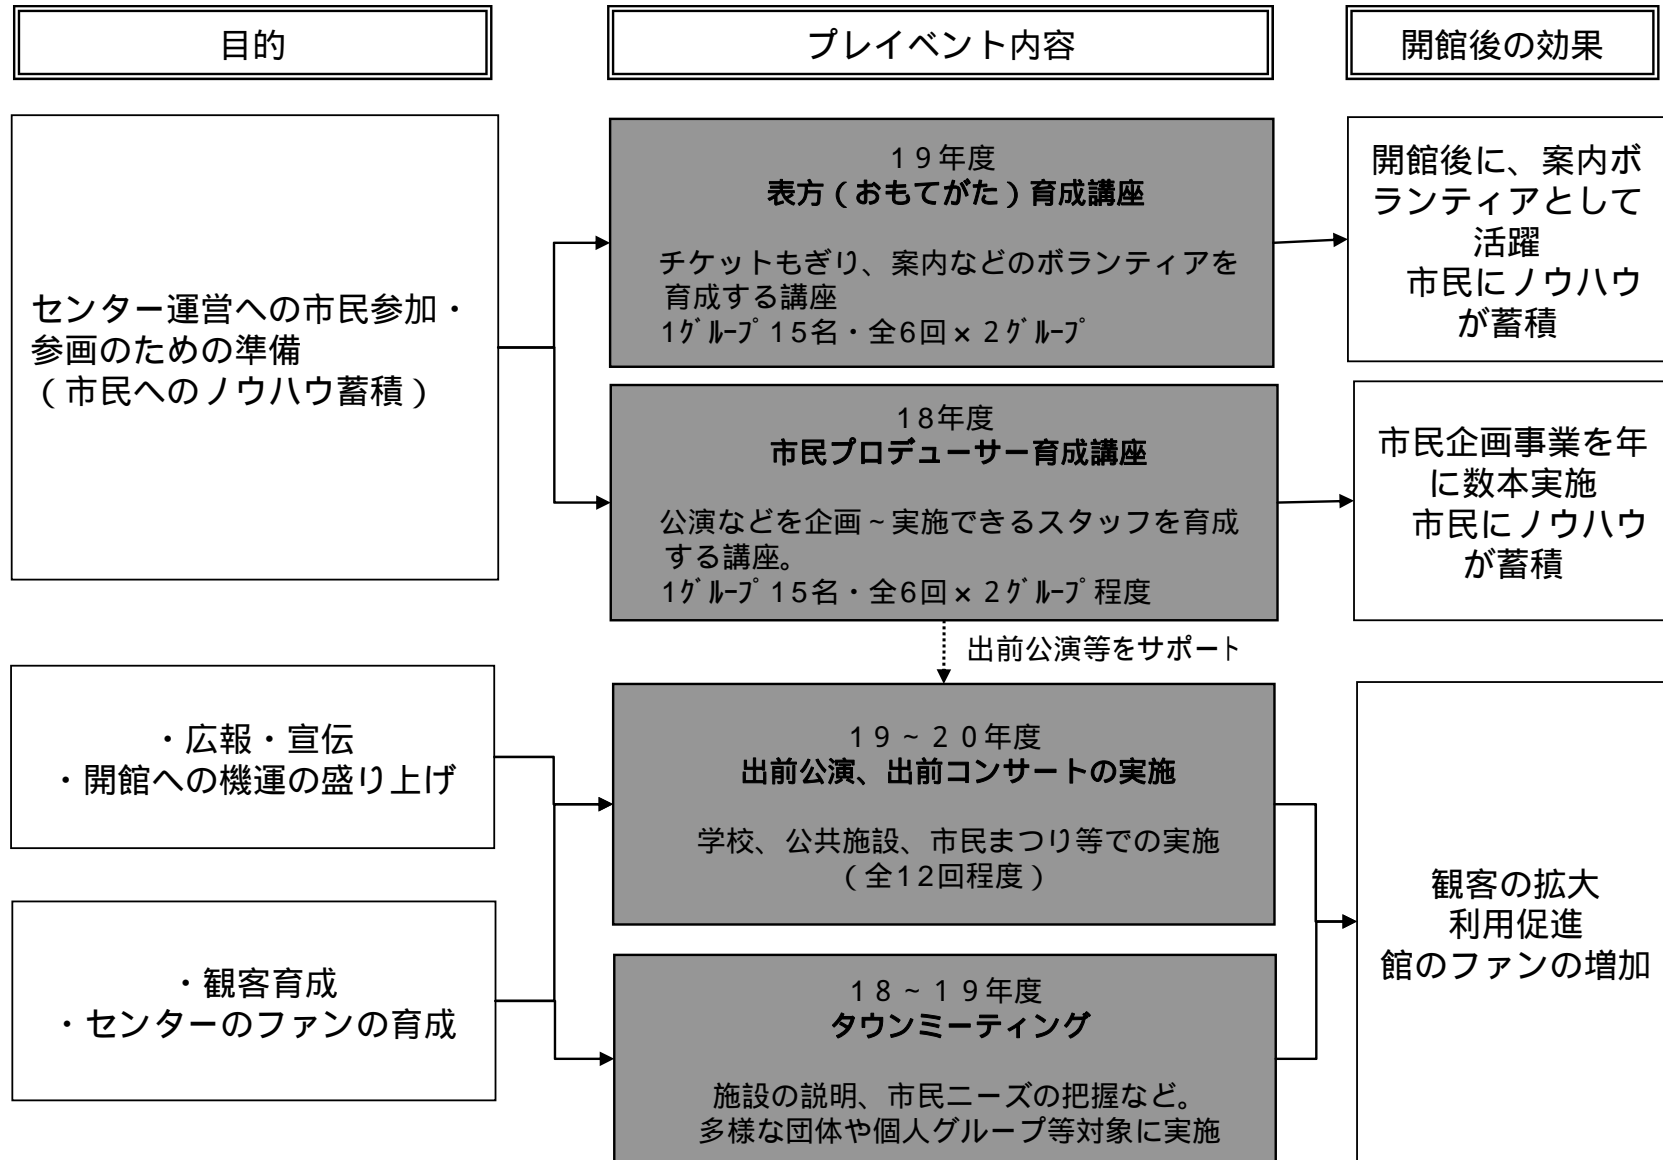 目的
プレイベント内容
開館後の効果
センター運営への市民参加・
参画のための準備
（市民へのノウハウ蓄積）
１９年度
表方（おもてがた）育成講座
チケットもぎり、案内などのボランティアを
育成する講座
1ｸﾞﾙｰﾌﾟ15名・全6回×２ｸﾞﾙｰﾌﾟ
開館後に、案内ボ
ランティアとして
活躍
市民にノウハウ
が蓄積
18年度
市民プロデューサー育成講座
公演などを企画～実施できるスタッフを育成
する講座。
1ｸﾞﾙｰﾌﾟ15名・全6回×２ｸﾞﾙｰﾌﾟ程度
市民企画事業を年
に数本実施
市民にノウハウ
が蓄積
出前公演等をサポート
・広報・宣伝
・開館への機運の盛り上げ
１９～２０年度
出前公演、出前コンサートの実施
学校、公共施設、市民まつり等での実施
（全12回程度）
・観客育成
・センターのファンの育成
１８～１９年度
タウンミーティング
施設の説明、市民ニーズの把握など。
多様な団体や個人グループ等対象に実施
観客の拡大
利用促進
館のファンの増加